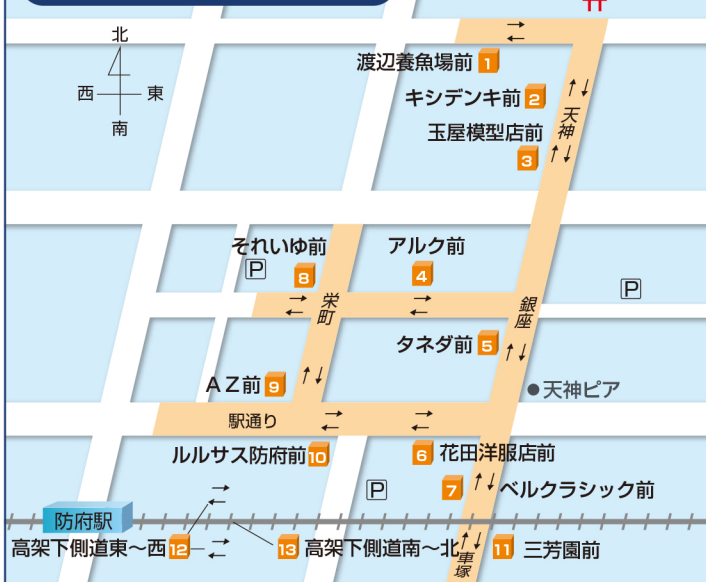 北
西 東
南
渡辺養魚場前 1
キシデンキ前 2
天神
玉屋模型店前
3
それいゆ前
アルク前
P
8
4
P
栄町
銀座
タネダ前 5
AZ前 9
天神ピア
駅通り
ルルサス防府前 10
6 花田洋服店前
P
7 ベルクラシック前
防府駅
高架下側道東〜西 12
13 高架下側道南〜北
11 三芳園前
車塚